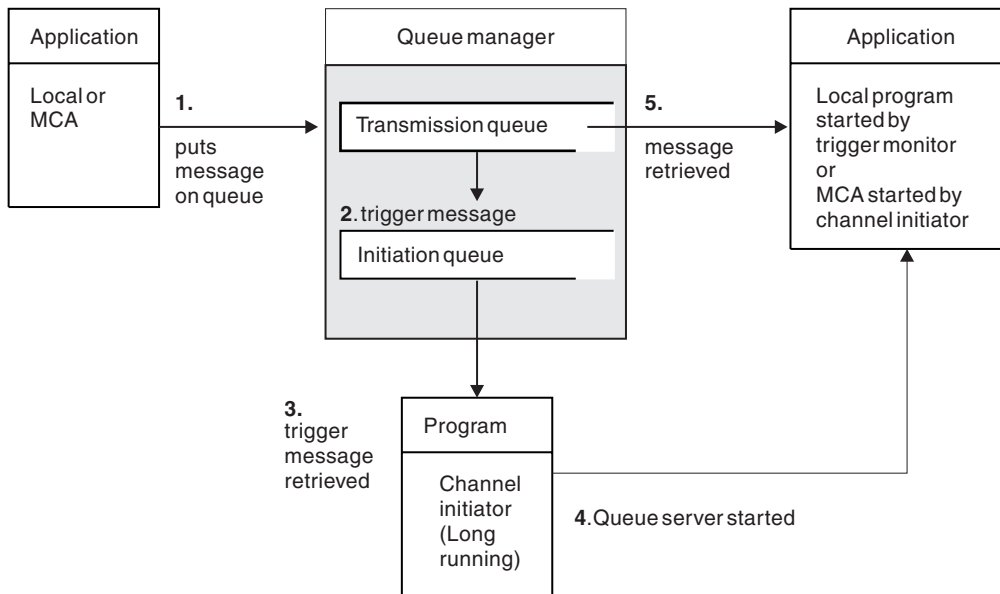 Application
Local or
MCA
1.
puts
message
on queue
Queue manager
Transmission queue
2. trigger message
Initiation queue
5.
message
retrieved
Application
Local program
started by
trigger monitor
or
MCA started by
channel initiator
3.
trigger
message
retrieved
Program
Channel
initiator
(Long
running)
4. Queue server started